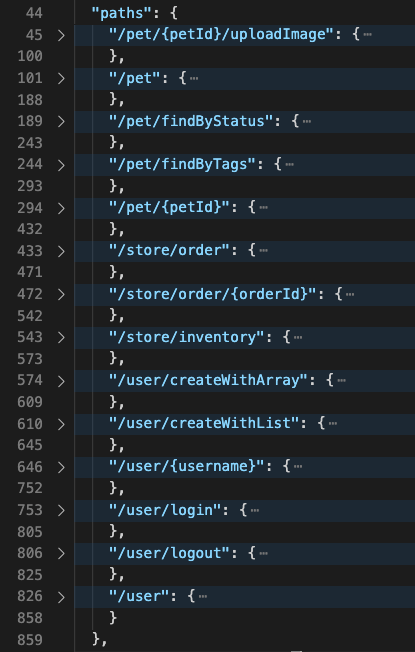 44 "paths": {
45 > "/pet/{petId}/uploadImage": {⋯
100 },
101 > "/pet": {⋯
188 },
189 > "/pet/findByStatus": {⋯
243 },
244 > "/pet/findByTags": {⋯
293 },
294 > "/pet/{petId}": {⋯
432 },
433 > "/store/order": {⋯
471 },
472 > "/store/order/{orderId}": {⋯
542 },
543 > "/store/inventory": {⋯
573 },
574 > "/user/createWithArray": {⋯
609 },
610 > "/user/createWithList": {⋯
645 },
646 > "/user/{username}": {⋯
752 },
753 > "/user/login": {⋯
805 },
806 > "/user/logout": {⋯
825 },
826 > "/user": {⋯
858 }
859 },